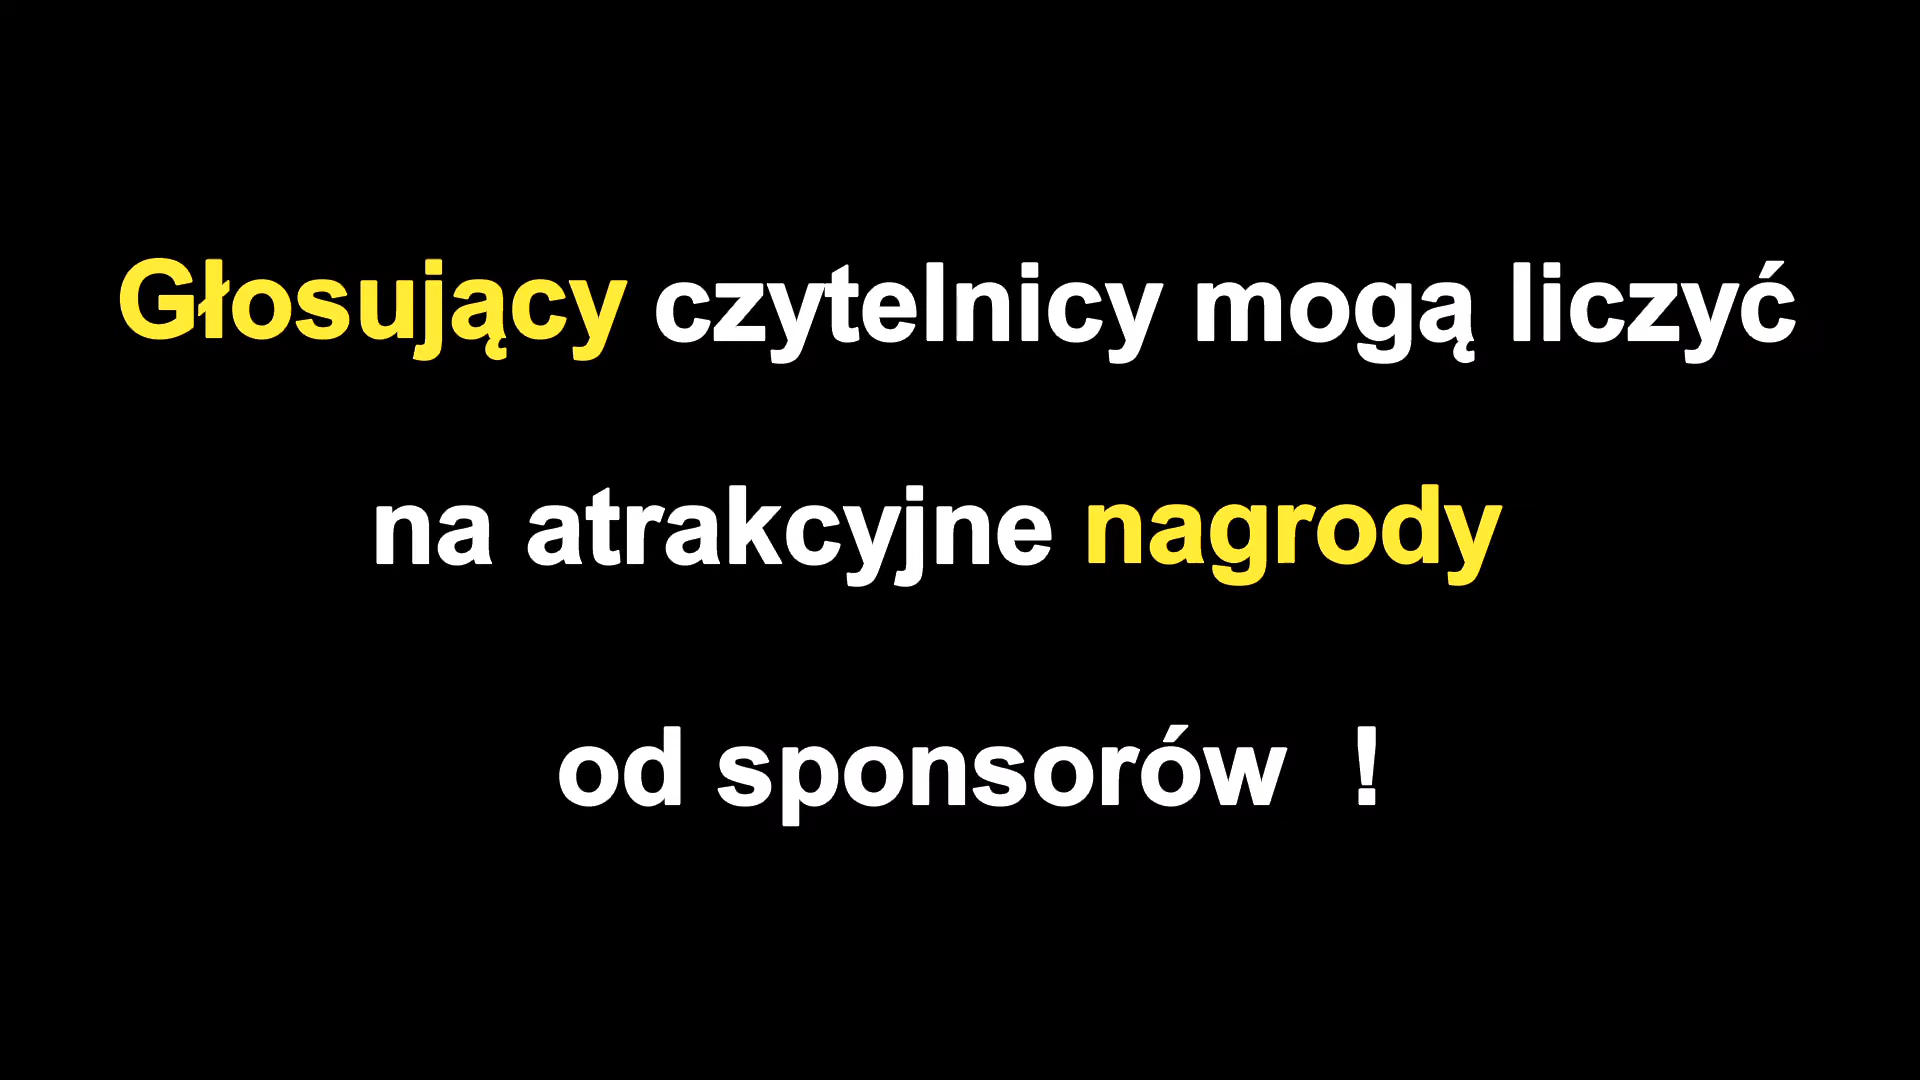 Głosujący czytelnicy mogą liczyć
na atrakcyjne nagrody
od sponsorów !